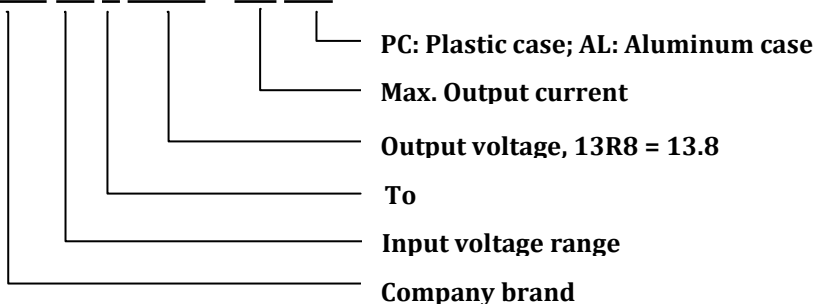 PC: Plastic case; AL: Aluminum case
Max. Output current
Output voltage, 13R8 = 13.8
To
Input voltage range
Company brand